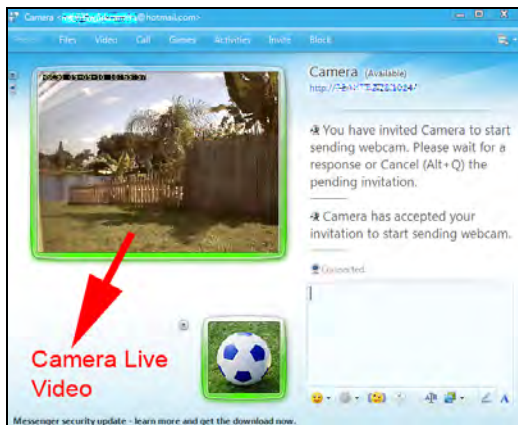 Camera < @hotmail.com>
Files Video Call Games Activities Invite Block
Camera (Available)
http://
You have invited Camera to start
sending webcam. Please wait for a
response or Cancel (Alt+Q) the
pending invitation.
Camera has accepted your
invitation to start sending webcam.
Connected
Camera Live
Video
Messenger security update - learn more and get the download now.